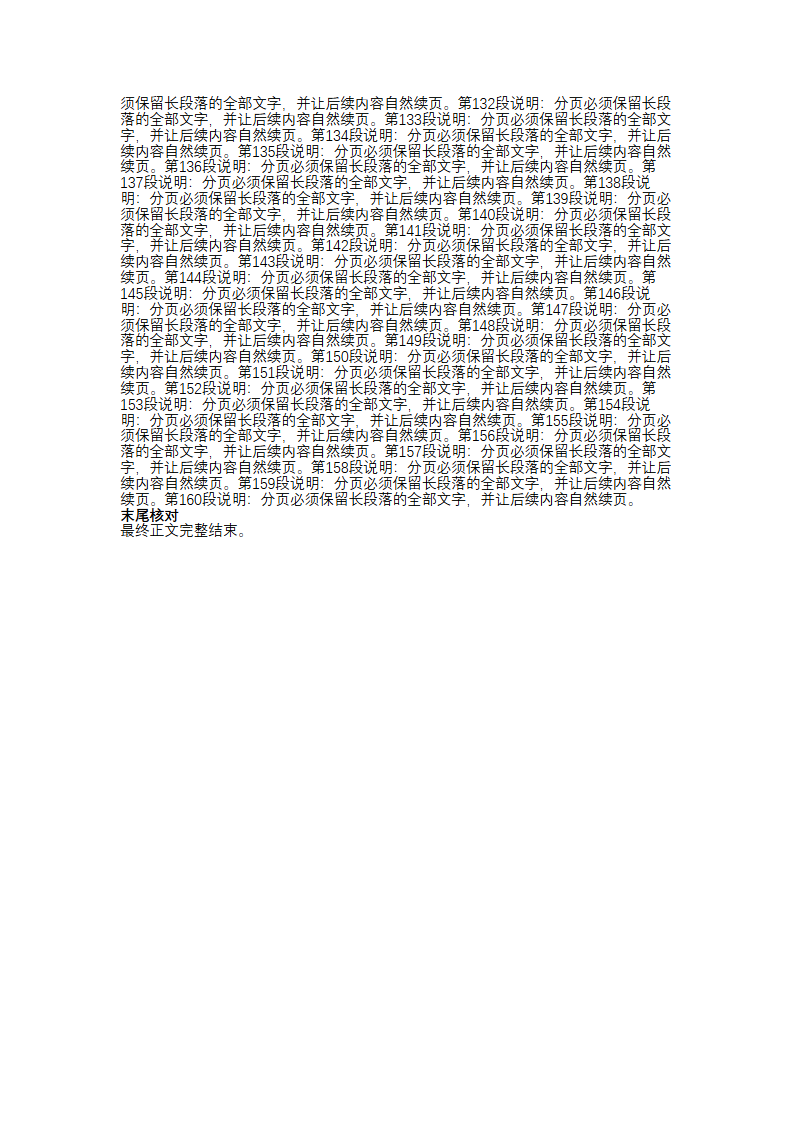 须保留长段落的全部文字，并让后续内容自然续页。第132段说明：分页必须保留长段
落的全部文字，并让后续内容自然续页。第133段说明：分页必须保留长段落的全部文
字，并让后续内容自然续页。第134段说明：分页必须保留长段落的全部文字，并让后
续内容自然续页。第135段说明：分页必须保留长段落的全部文字，并让后续内容自然
续页。第136段说明：分页必须保留长段落的全部文字，并让后续内容自然续页。第
137段说明：分页必须保留长段落的全部文字，并让后续内容自然续页。第138段说
明：分页必须保留长段落的全部文字，并让后续内容自然续页。第139段说明：分页必
须保留长段落的全部文字，并让后续内容自然续页。第140段说明：分页必须保留长段
落的全部文字，并让后续内容自然续页。第141段说明：分页必须保留长段落的全部文
字，并让后续内容自然续页。第142段说明：分页必须保留长段落的全部文字，并让后
续内容自然续页。第143段说明：分页必须保留长段落的全部文字，并让后续内容自然
续页。第144段说明：分页必须保留长段落的全部文字，并让后续内容自然续页。第
145段说明：分页必须保留长段落的全部文字，并让后续内容自然续页。第146段说
明：分页必须保留长段落的全部文字，并让后续内容自然续页。第147段说明：分页必
须保留长段落的全部文字，并让后续内容自然续页。第148段说明：分页必须保留长段
落的全部文字，并让后续内容自然续页。第149段说明：分页必须保留长段落的全部文
字，并让后续内容自然续页。第150段说明：分页必须保留长段落的全部文字，并让后
续内容自然续页。第151段说明：分页必须保留长段落的全部文字，并让后续内容自然
续页。第152段说明：分页必须保留长段落的全部文字，并让后续内容自然续页。第
153段说明：分页必须保留长段落的全部文字，并让后续内容自然续页。第154段说
明：分页必须保留长段落的全部文字，并让后续内容自然续页。第155段说明：分页必
须保留长段落的全部文字，并让后续内容自然续页。第156段说明：分页必须保留长段
落的全部文字，并让后续内容自然续页。第157段说明：分页必须保留长段落的全部文
字，并让后续内容自然续页。第158段说明：分页必须保留长段落的全部文字，并让后
续内容自然续页。第159段说明：分页必须保留长段落的全部文字，并让后续内容自然
续页。第160段说明：分页必须保留长段落的全部文字，并让后续内容自然续页。
末尾核对
最终正文完整结束。